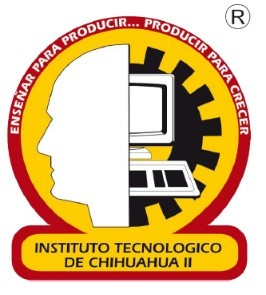 ®
ENSEÑAR PARA PRODUCIR... PRODUCIR PARA CRECER
INSTITUTO TECNOLOGICO
DE CHIHUAHUA II